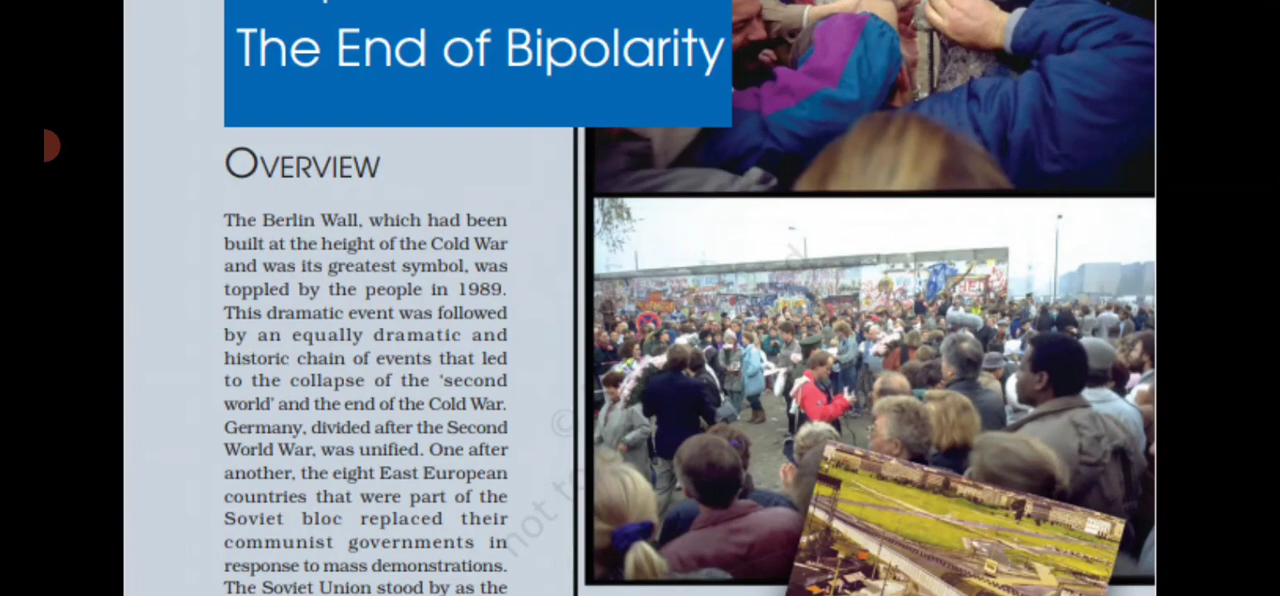 The End of Bipolarity
OVERVIEW
The Berlin Wall, which had been
built at the height of the Cold War
and was its greatest symbol, was
toppled by the people in 1989.
This dramatic event was followed
by an equally dramatic and
historic chain of events that led
to the collapse of the ‘second
world’ and the end of the Cold War.
Germany, divided after the Second
World War, was unified. One after
another, the eight East European
countries that were part of the
Soviet bloc replaced their
communist governments in
response to mass demonstrations.
The Soviet Union stood by as the
©
not to